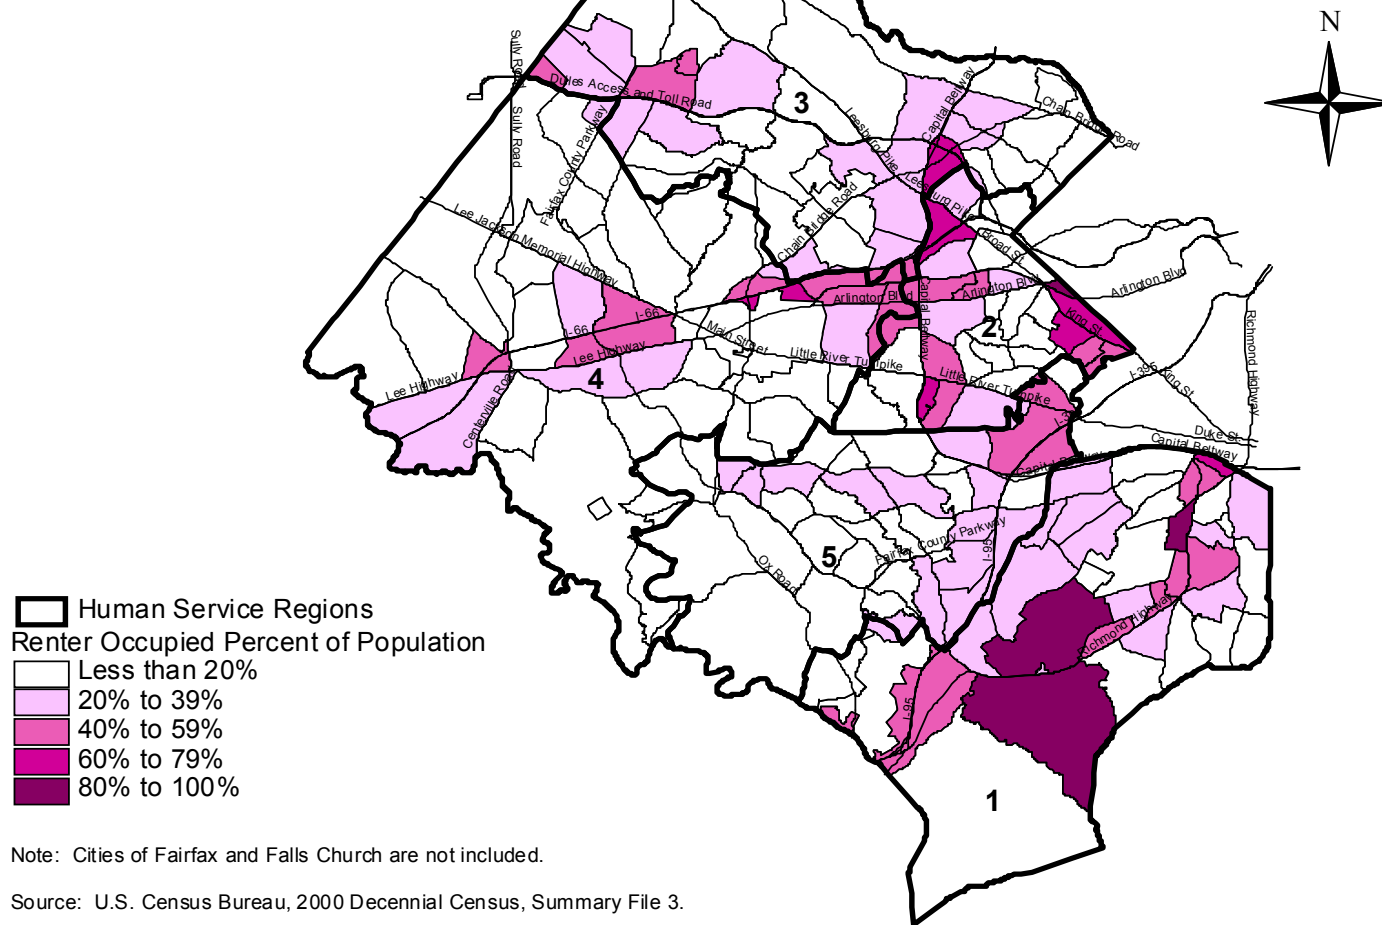 N
Sully Road
Sully Road
Dulles Access and Toll Road
3
Capital Beltway
Chain Bridge Road
Leesburg Pike
Fairfax County Parkway
Leesburg Pike
Lee Jackson Memorial Highway
Chain Bridge Road
Broad St.
Arlington Blvd
Arlington Blvd
Arlington Blvd
Capital Beltway
I-66
I-66
2
King St.
Main Street
Little River Turnpike
Lee Highway
Richmond Highway
Lee Highway
4
Little River Turnpike
I-395
King St.
Centerville Road
I-395
Duke St.
Capital Beltway
Capital Beltway
Fairfax County Parkway
I-95
5
Ox Road
Richmond Highway
I-95
1
Human Service Regions
Renter Occupied Percent of Population
Less than 20%
20% to 39%
40% to 59%
60% to 79%
80% to 100%
Note: Cities of Fairfax and Falls Church are not included.
Source: U.S. Census Bureau, 2000 Decennial Census, Summary File 3.